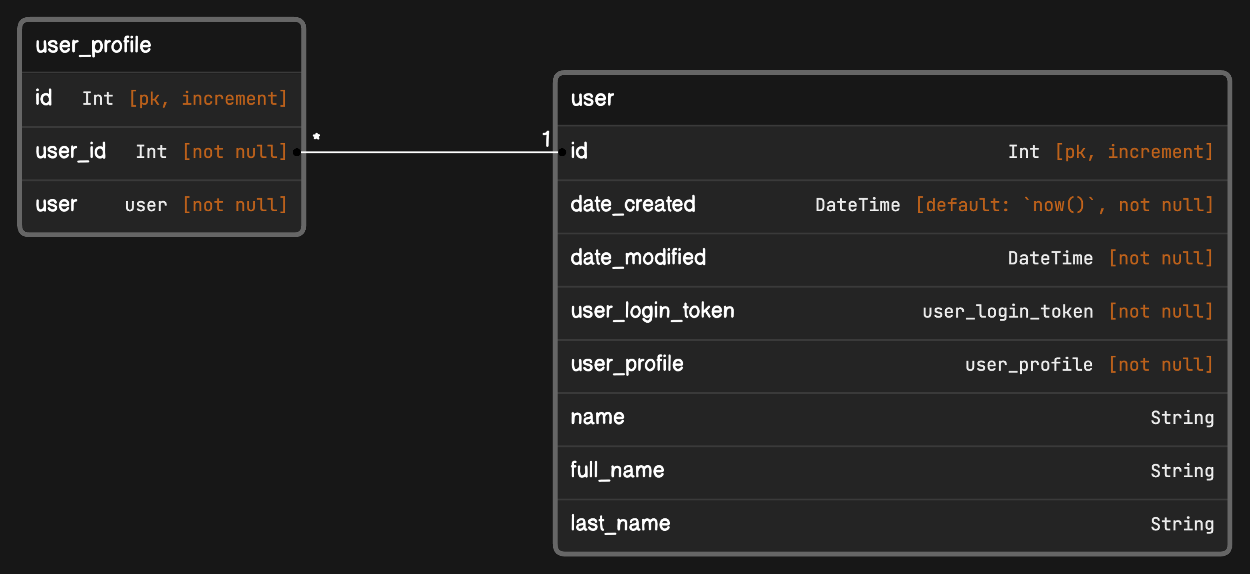 user_profile
id Int [pk, increment]
user_id Int [not null]
user user [not null]
* 1
user
id Int [pk, increment]
date_created DateTime [default: `now()`, not null]
date_modified DateTime [not null]
user_login_token user_login_token [not null]
user_profile user_profile [not null]
name String
full_name String
last_name String